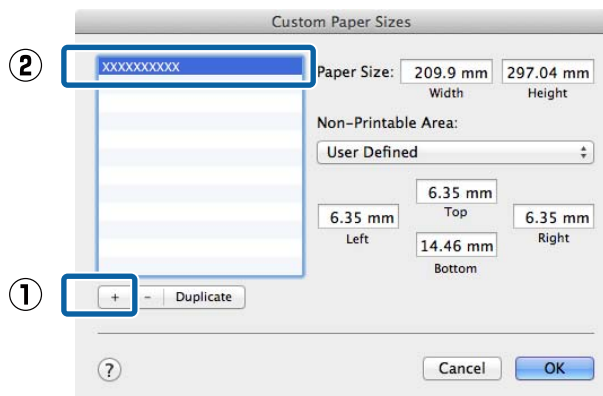 Custom Paper Sizes
② XXXXXXXXXX
Paper Size: 209.9 mm 297.04 mm
Width Height
Non-Printable Area:
User Defined
6.35 mm
Top
6.35 mm 6.35 mm
Left Right
14.46 mm
Bottom
① + - Duplicate
? Cancel OK